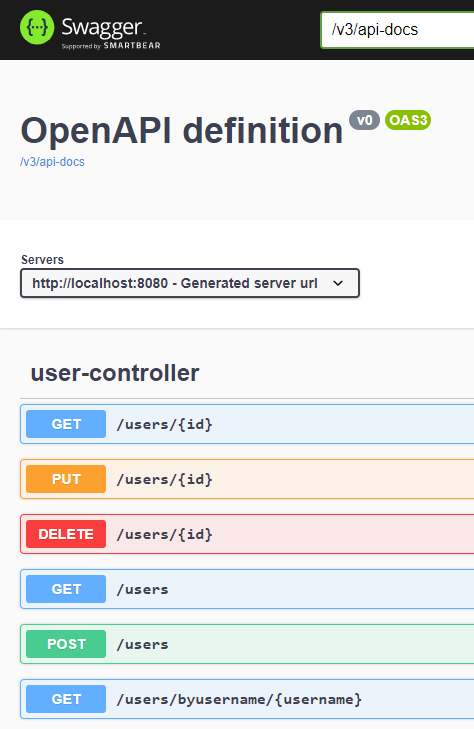 {···} Swagger™
Supported by SMARTBEAR
/v3/api-docs
OpenAPI definition v0 OAS3
/v3/api-docs
Servers
http://localhost:8080 - Generated server url
user-controller
GET /users/{id}
PUT /users/{id}
DELETE /users/{id}
GET /users
POST /users
GET /users/byusername/{username}